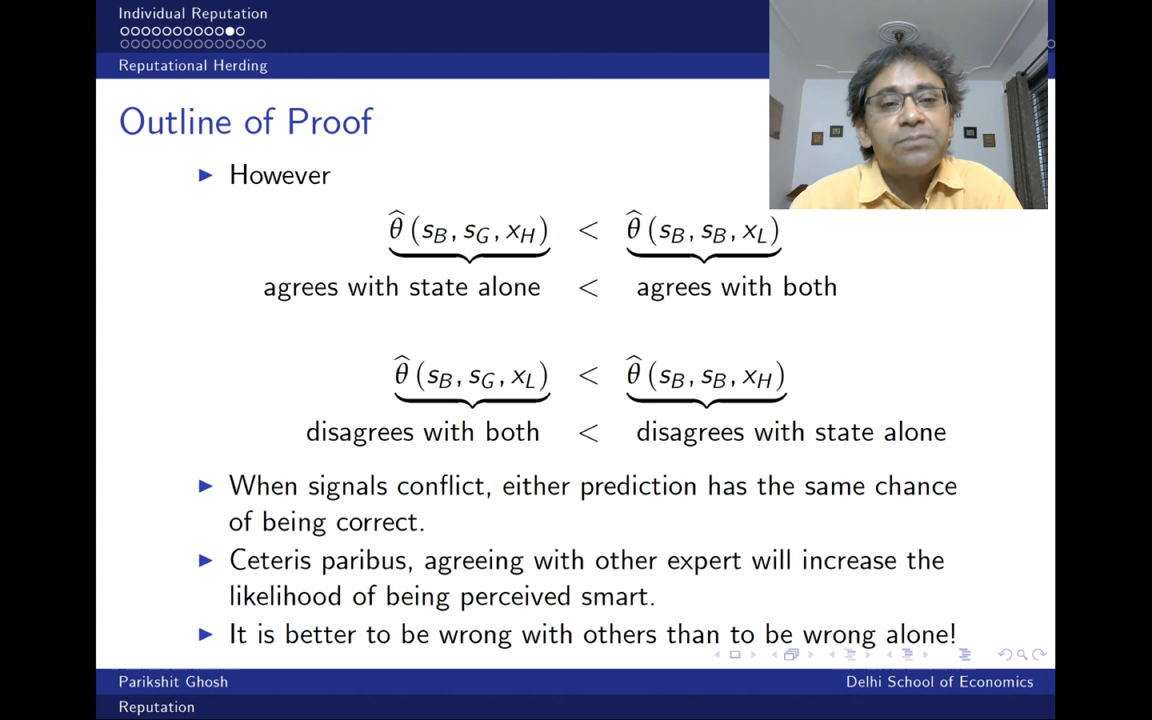 Individual Reputation
Reputational Herding
Outline of Proof
▶ However
θ̂ (s_B, s_G, x_H) < θ̂ (s_B, s_B, x_L)
agrees with state alone < agrees with both
θ̂ (s_B, s_G, x_L) < θ̂ (s_B, s_B, x_H)
disagrees with both < disagrees with state alone
▶ When signals conflict, either prediction has the same chance
of being correct.
▶ Ceteris paribus, agreeing with other expert will increase the
likelihood of being perceived smart.
▶ It is better to be wrong with others than to be wrong alone!
Parikshit Ghosh Delhi School of Economics
Reputation